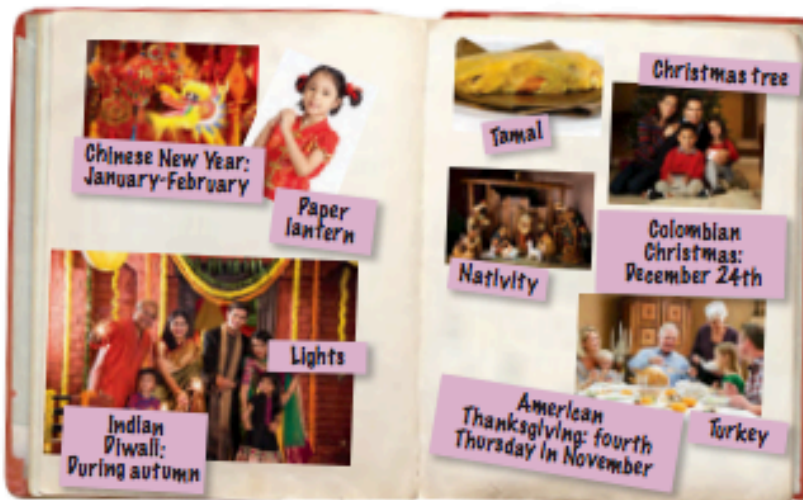 Chinese New Year:
January-February
Paper
lantern
Lights
Indian
Diwali:
During autumn
Tamal
Christmas tree
Nativity
Colombian
Christmas:
December 24th
American
Thanksgiving: fourth
Thursday in November
Turkey